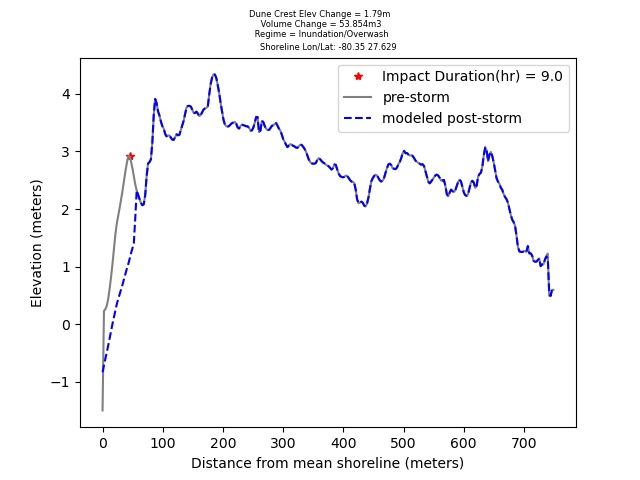 Dune Crest Elev Change = 1.79m
Volume Change = 53.854m3
Regime = Inundation/Overwash
Shoreline Lon/Lat: -80.35 27.629
Impact Duration(hr) = 9.0
pre-storm
modeled post-storm
Elevation (meters)
4
3
2
1
0
−1
0 100 200 300 400 500 600 700
Distance from mean shoreline (meters)